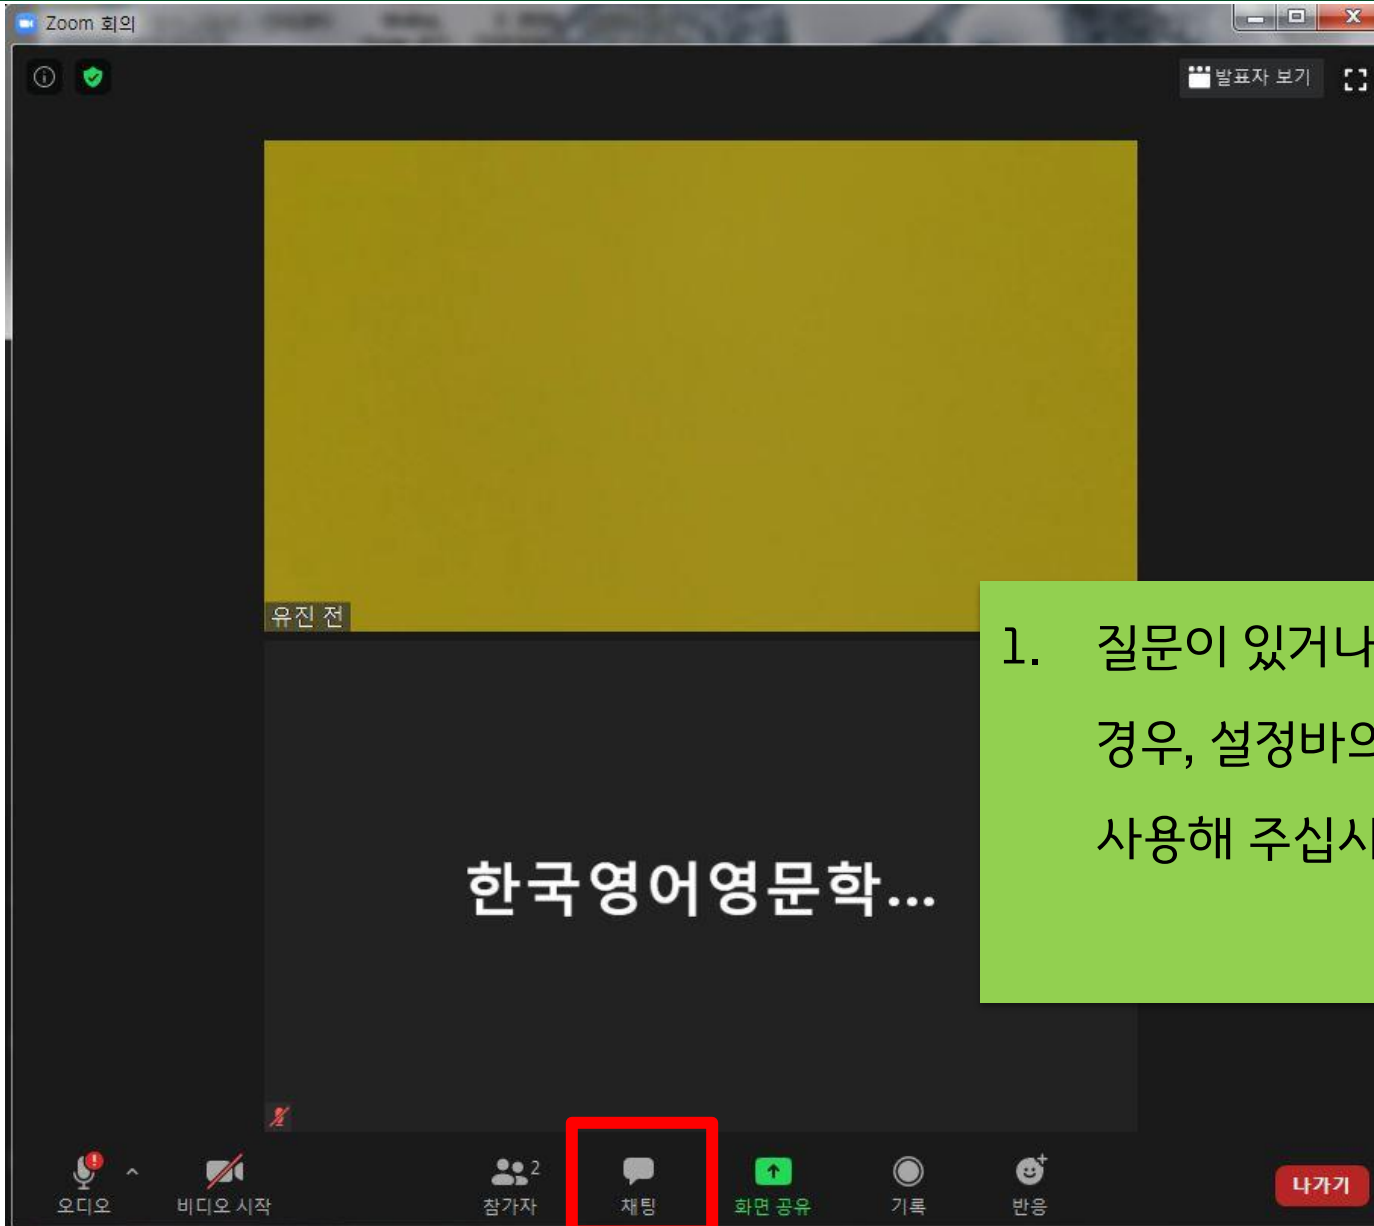 Zoom 회의
발표자 보기
유진 전
1. 질문이 있거나
경우, 설정바의
사용해 주십시
한국영어영문학...
오디오
비디오 시작
참가자 2
채팅
화면 공유
기록
반응
나가기